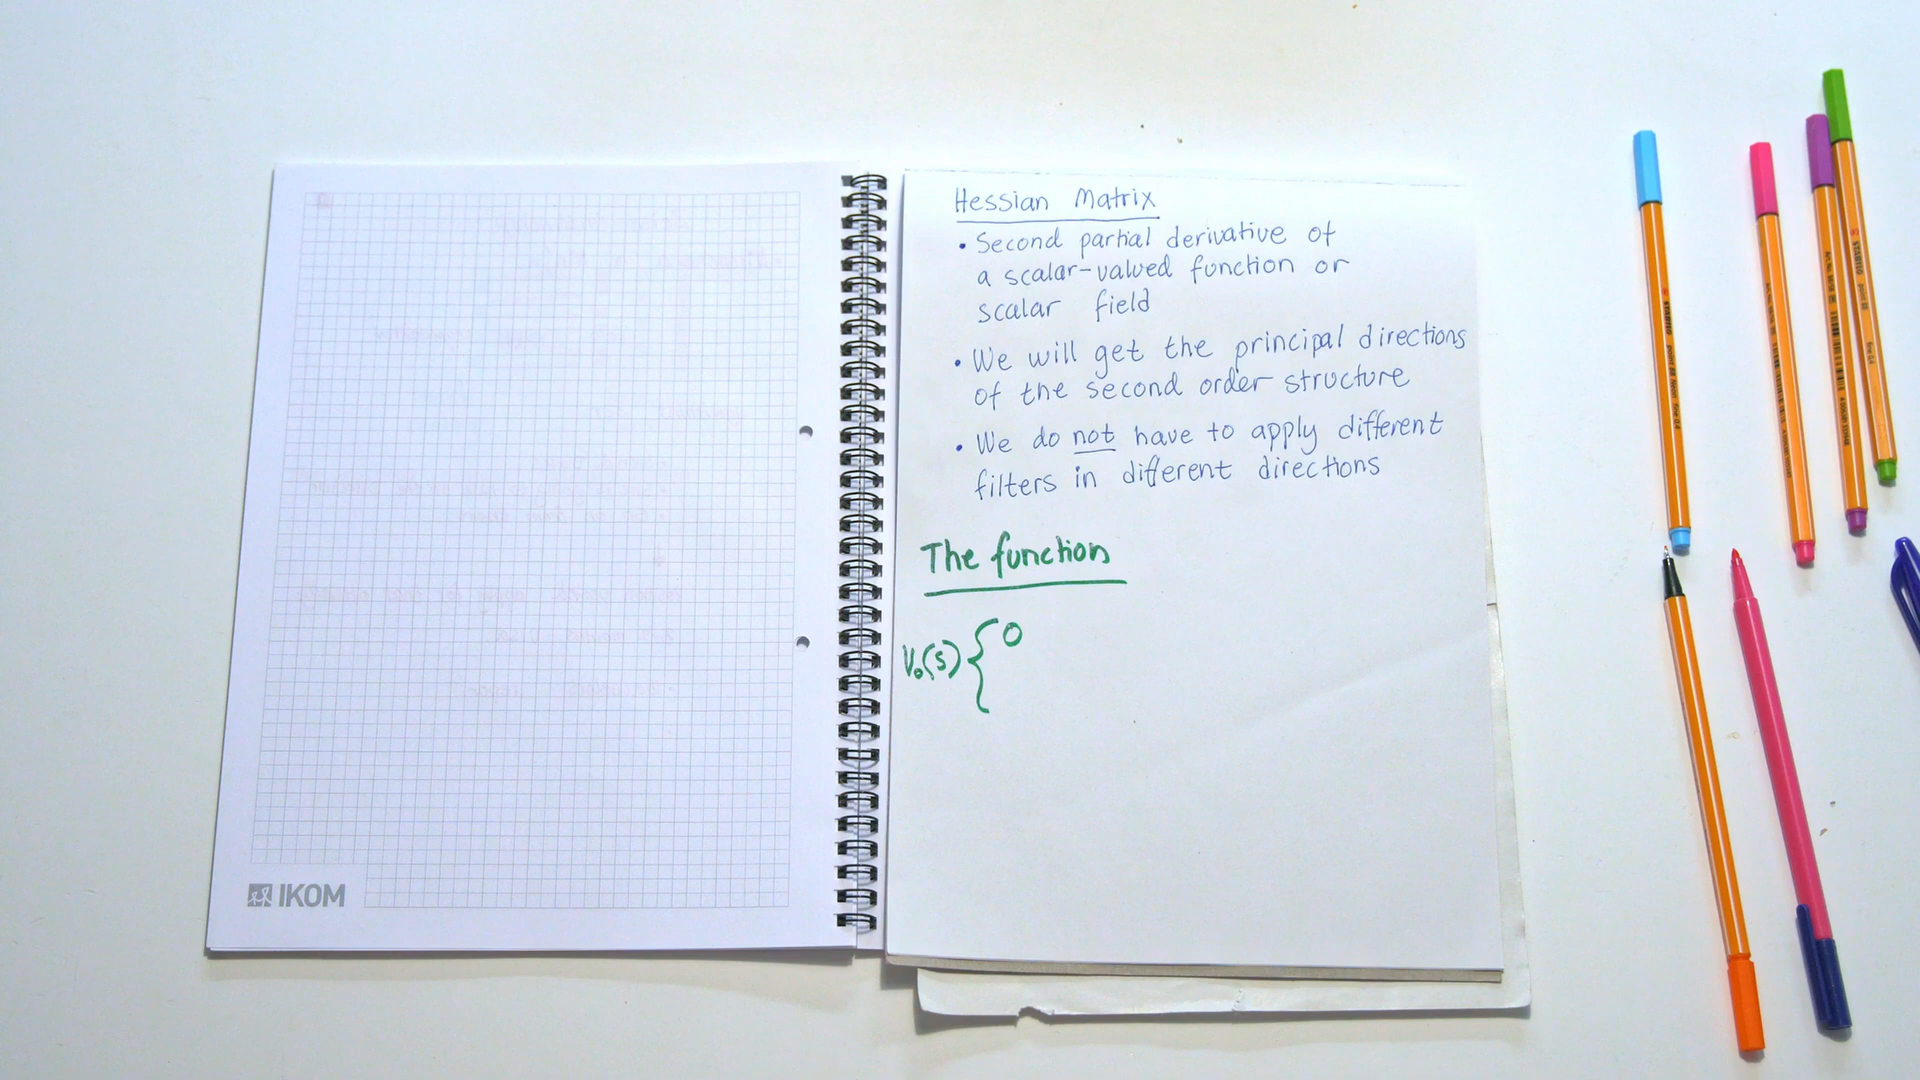 Hessian Matrix
• Second partial derivative of
a scalar-valued function or
scalar field
• We will get the principal directions
of the second order structure
• We do not have to apply different
filters in different directions
The function
V₀(s) { 0
IKOM
STABILO
STABILO